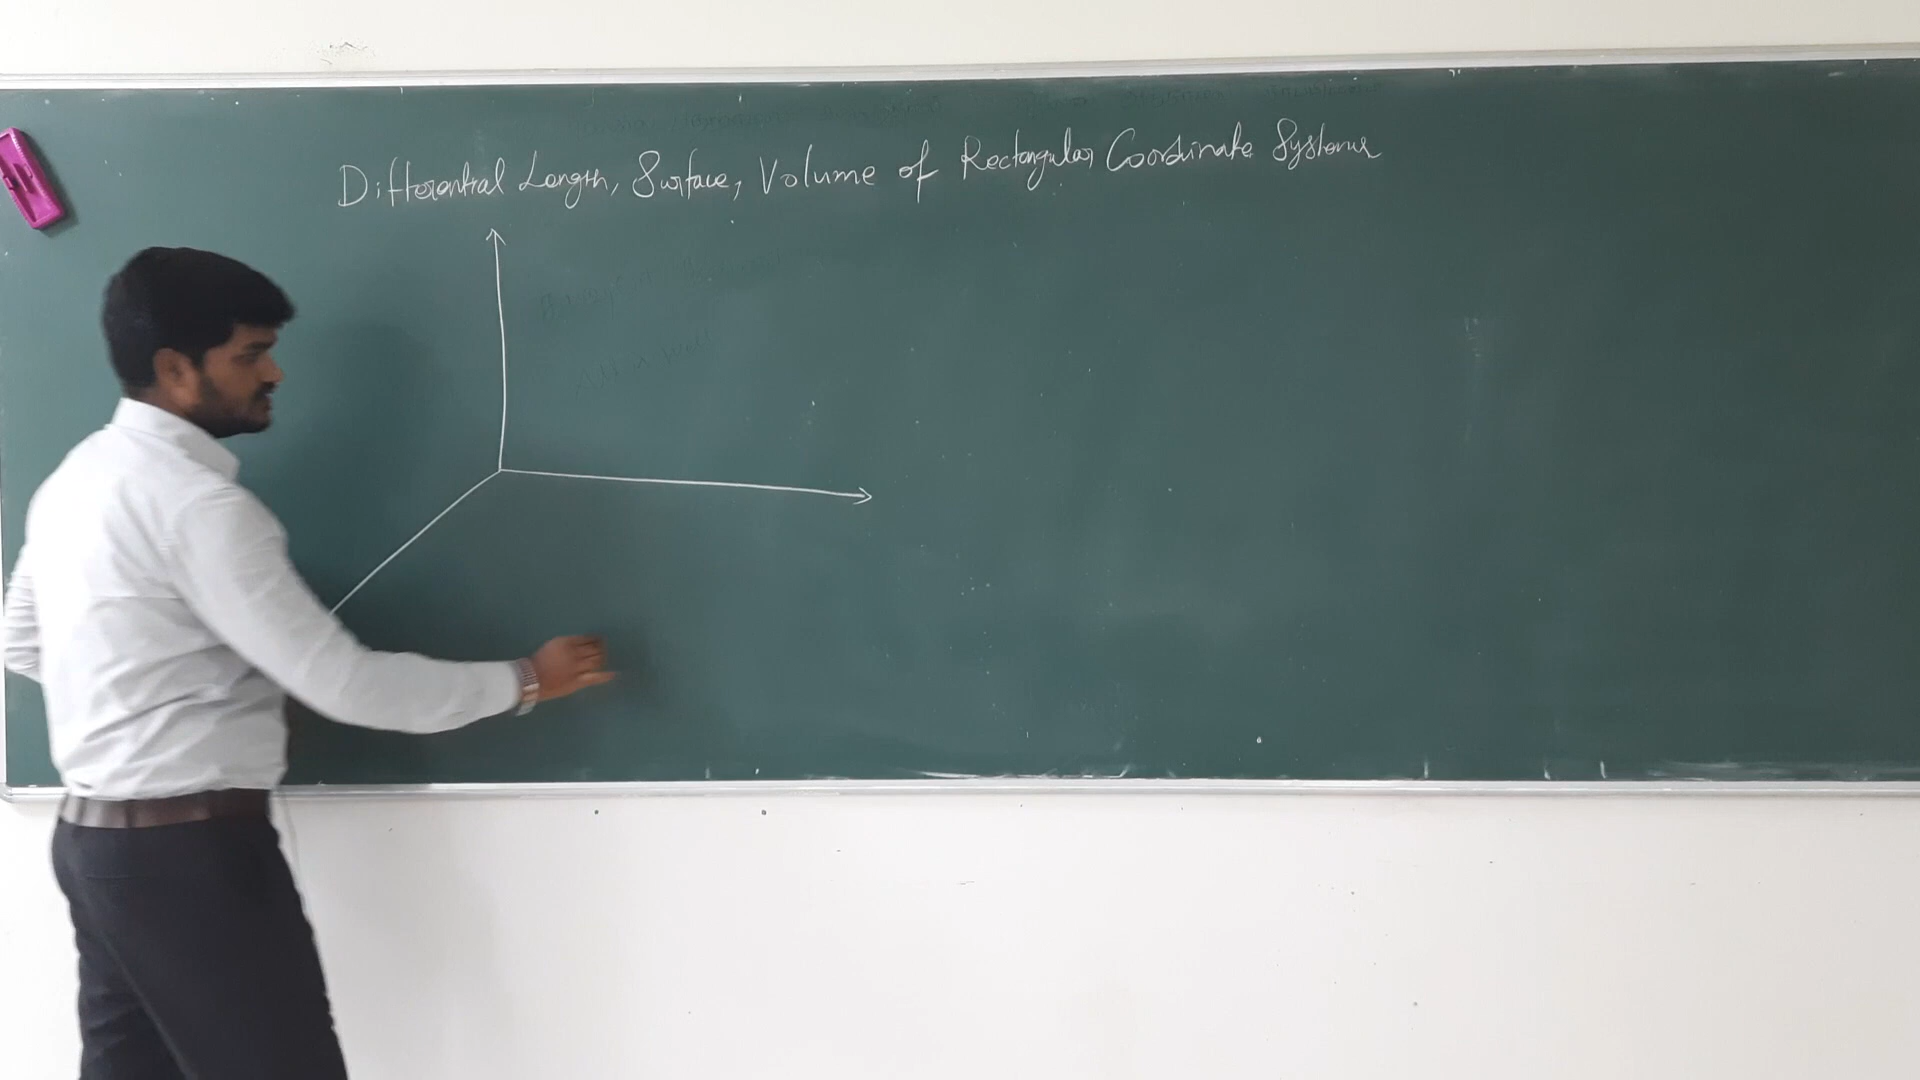 Differential Length, Surface, Volume of Rectangular Coordinate Systems